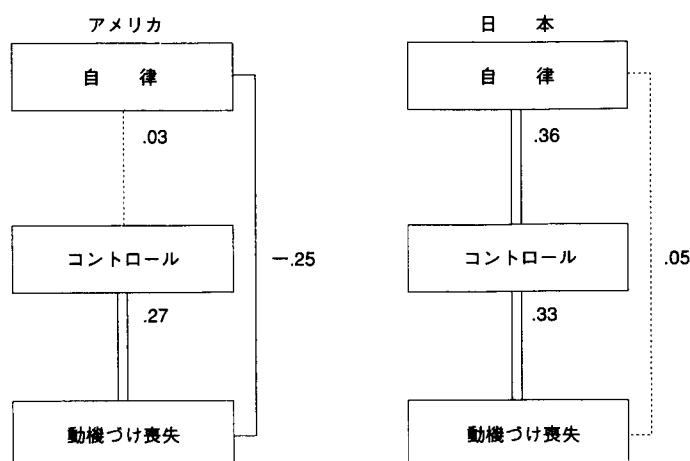 アメリカ
自 律
.03
コントロール
-.25
.27
動機づけ喪失
日 本
自 律
.36
コントロール
.05
.33
動機づけ喪失